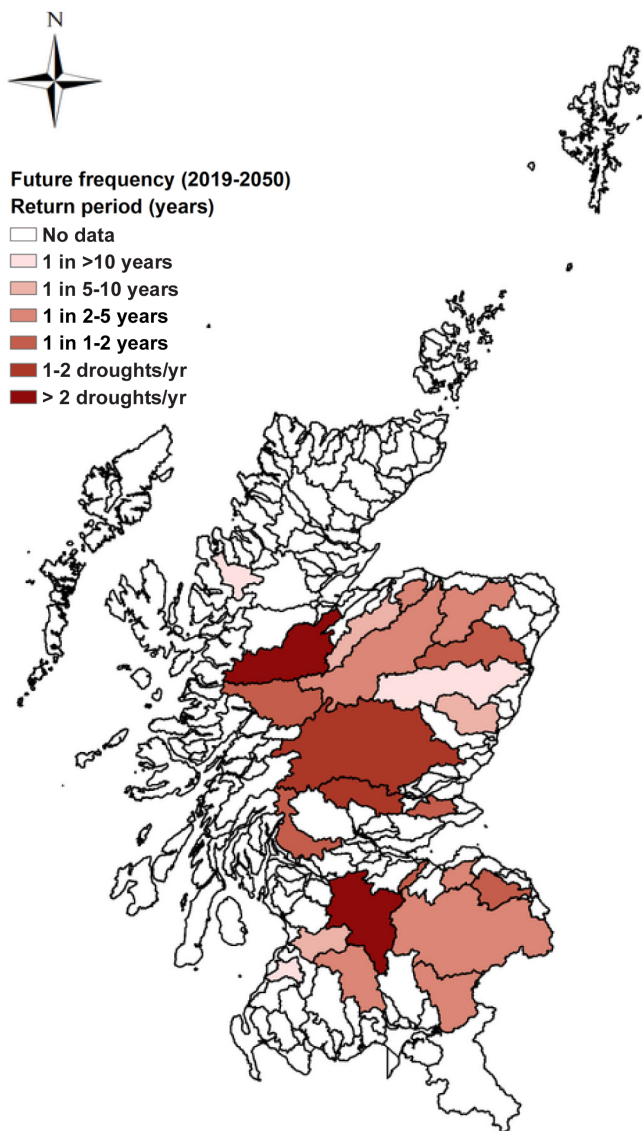 N
Future frequency (2019-2050)
Return period (years)
No data
1 in >10 years
1 in 5-10 years
1 in 2-5 years
1 in 1-2 years
1-2 droughts/yr
> 2 droughts/yr